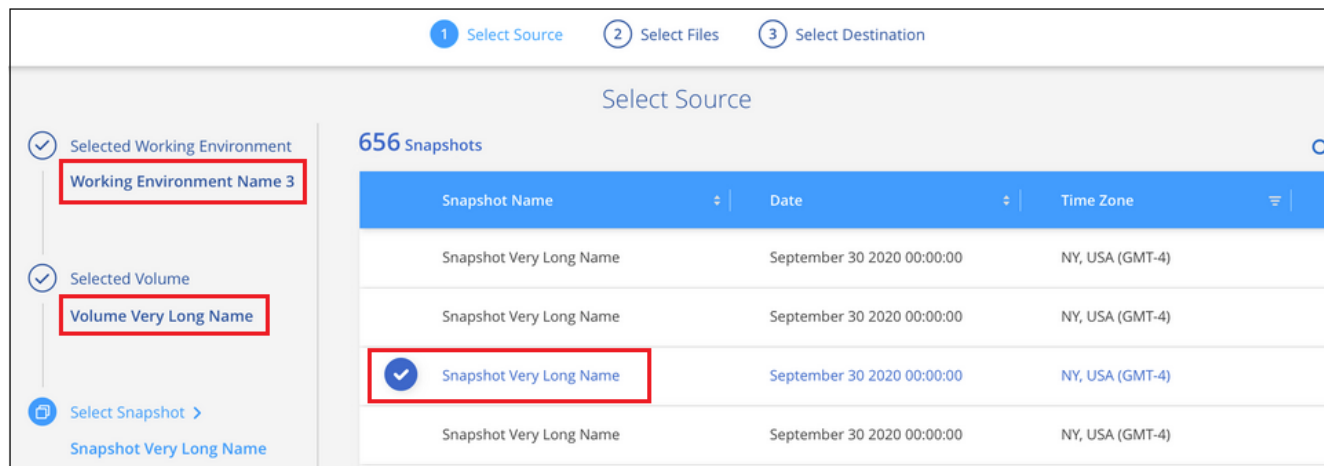 1 Select Source 2 Select Files 3 Select Destination
Select Source
Selected Working Environment
Working Environment Name 3
Selected Volume
Volume Very Long Name
Select Snapshot >
Snapshot Very Long Name
656 Snapshots
Snapshot Name Date Time Zone
Snapshot Very Long Name September 30 2020 00:00:00 NY, USA (GMT-4)
Snapshot Very Long Name September 30 2020 00:00:00 NY, USA (GMT-4)
Snapshot Very Long Name September 30 2020 00:00:00 NY, USA (GMT-4)
Snapshot Very Long Name September 30 2020 00:00:00 NY, USA (GMT-4)